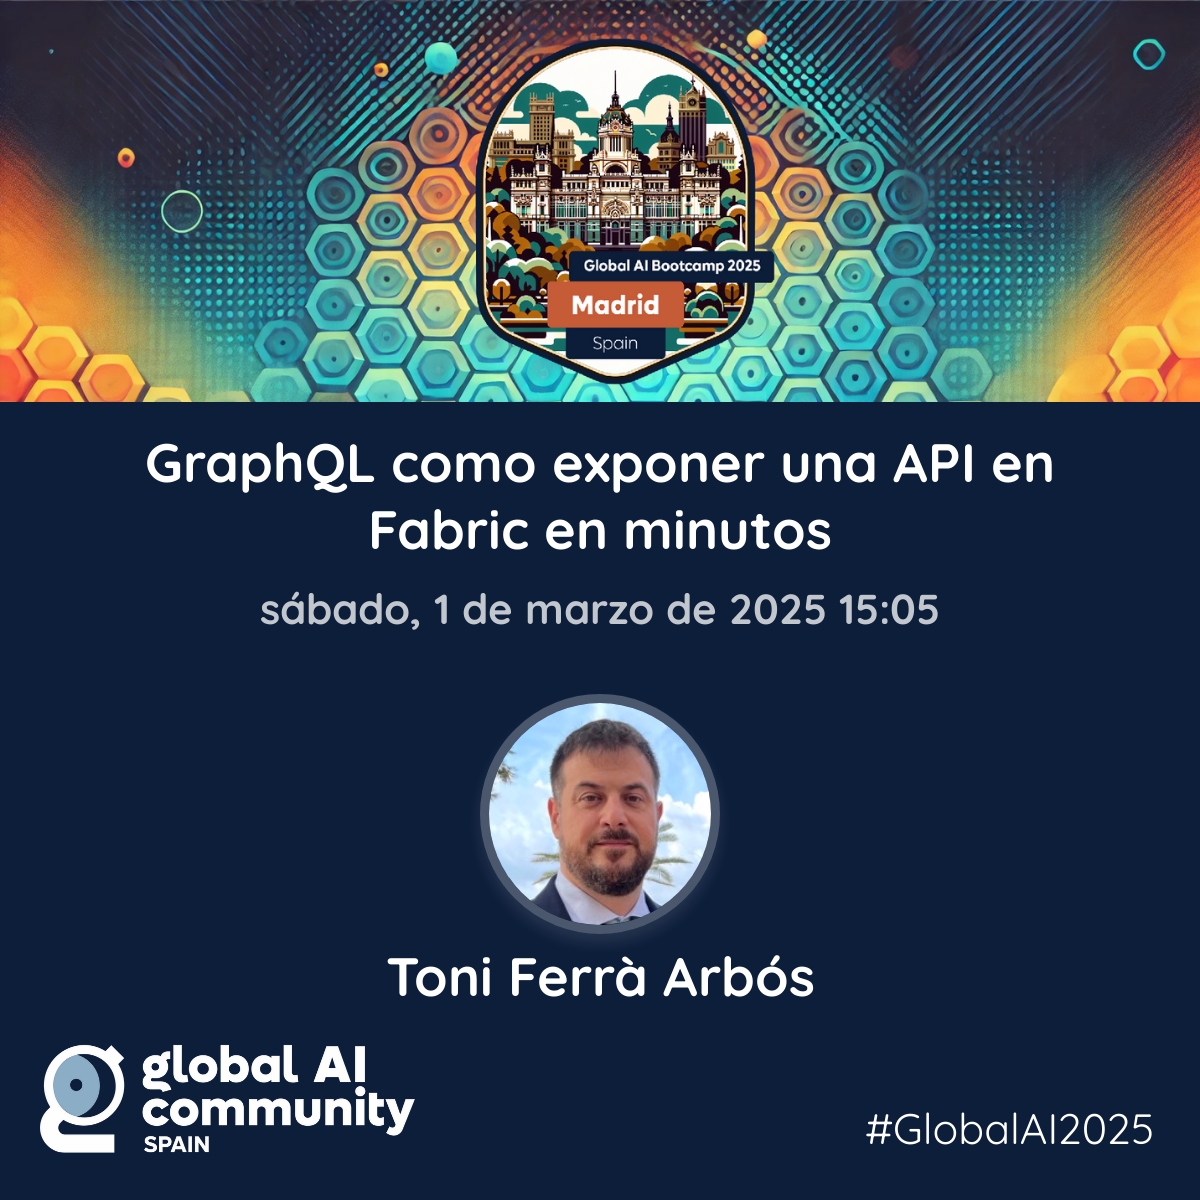 Global AI Bootcamp 2025
Madrid
Spain
GraphQL como exponer una API en
Fabric en minutos
sábado, 1 de marzo de 2025 15:05
Toni Ferrà Arbós
global AI
community
SPAIN
#GlobalAI2025